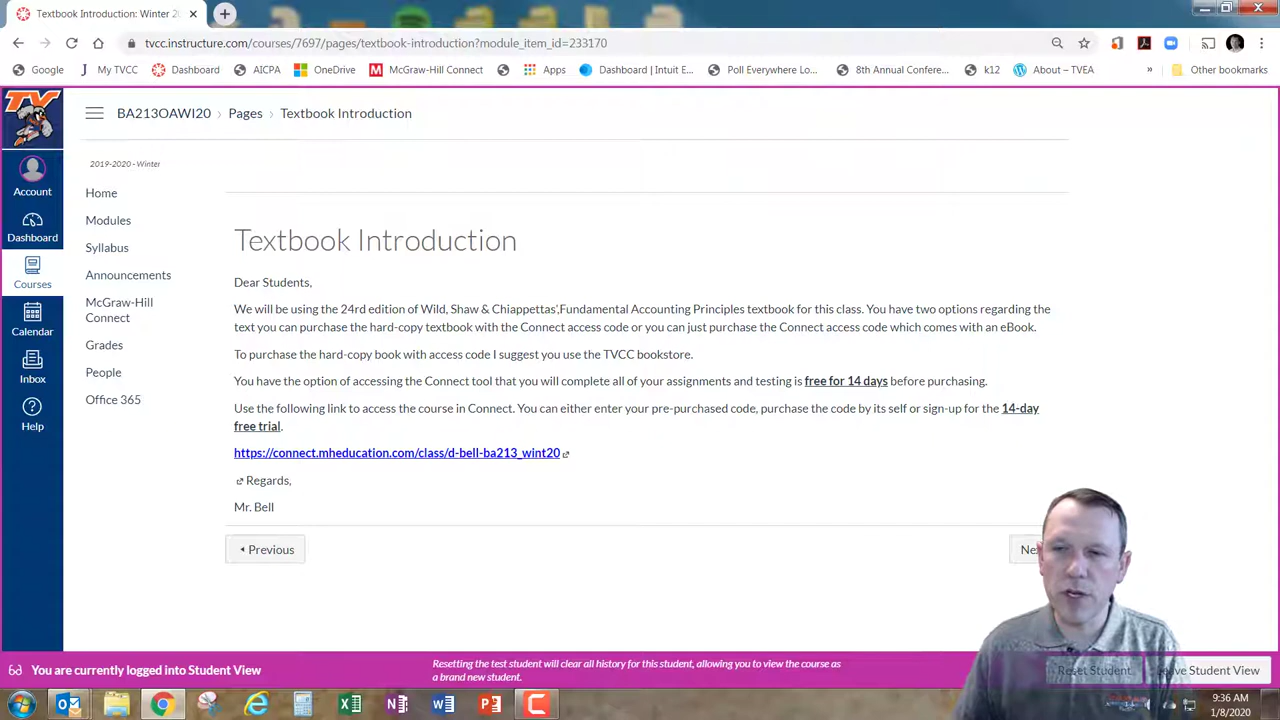 Textbook Introduction: Winter 2
tvcc.instructure.com/courses/7697/pages/textbook-introduction?module_item_id=233170
Google
My TVCC
Dashboard
AICPA
OneDrive
McGraw-Hill Connect
Apps
Dashboard | Intuit E...
Poll Everywhere Lo...
8th Annual Confere...
k12
About – TVEA
»
Other bookmarks
TV
BA213OAWI20 › Pages › Textbook Introduction
2019-2020 - Winter
Account
Dashboard
Courses
Calendar
Inbox
Help
Home
Modules
Syllabus
Announcements
McGraw-Hill
Connect
Grades
People
Office 365
Textbook Introduction
Dear Students,
We will be using the 24rd edition of Wild, Shaw & Chiappettas',Fundamental Accounting Principles textbook for this class. You have two options regarding the
text you can purchase the hard-copy textbook with the Connect access code or you can just purchase the Connect access code which comes with an eBook.
To purchase the hard-copy book with access code I suggest you use the TVCC bookstore.
You have the option of accessing the Connect tool that you will complete all of your assignments and testing is free for 14 days before purchasing.
Use the following link to access the course in Connect. You can either enter your pre-purchased code, purchase the code by its self or sign-up for the 14-day
free trial.
https://connect.mheducation.com/class/d-bell-ba213_wint20
Regards,
Mr. Bell
Previous
You are currently logged into Student View
Resetting the test student will clear all history for this student, allowing you to view the course as
a brand new student.
Reset Student
Student View
9:36 AM
1/8/2020